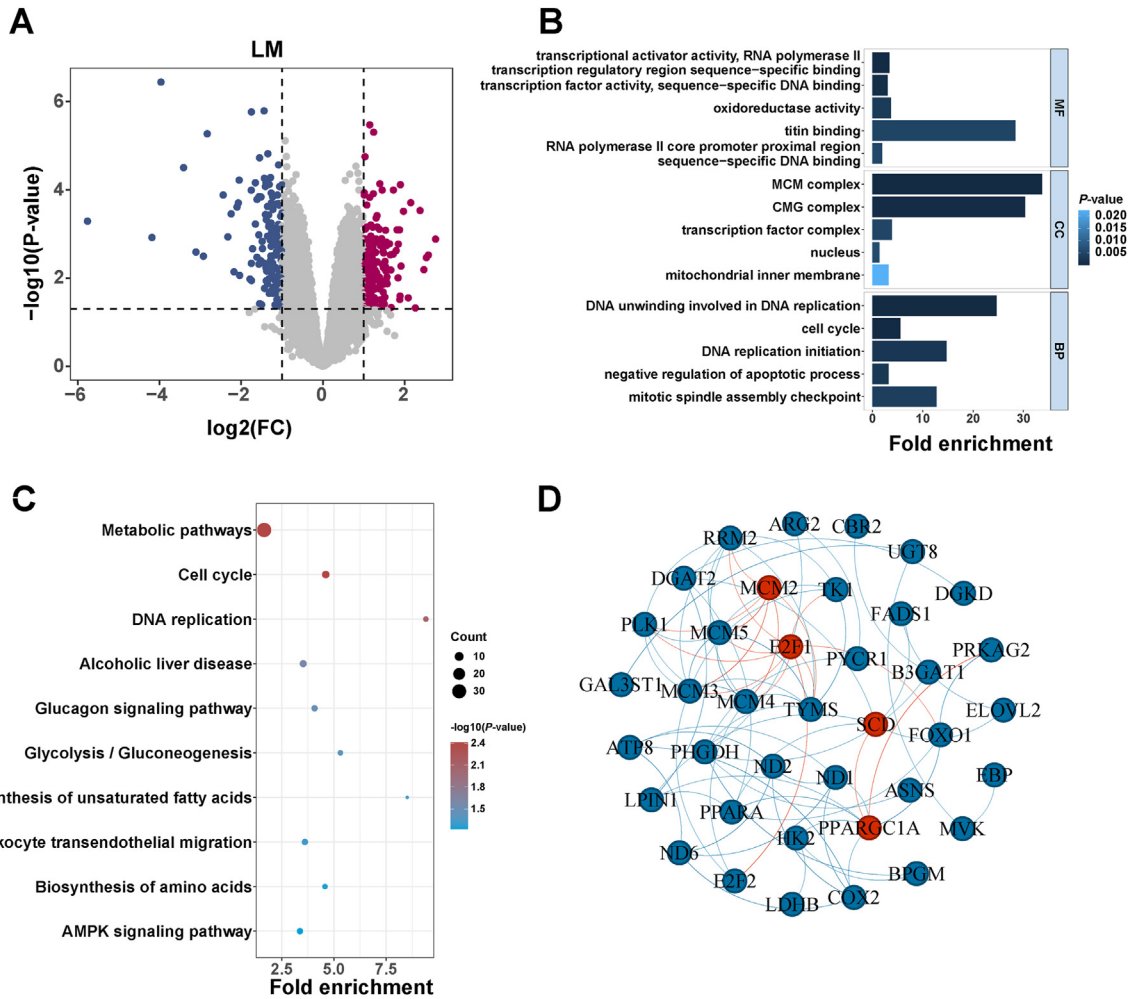 A
LM
6
4
2
0
−6
−4
−2
0
2
−log10(P-value)
log2(FC)
B
transcriptional activator activity, RNA polymerase II
transcription regulatory region sequence−specific binding
transcription factor activity, sequence−specific DNA binding
oxidoreductase activity
titin binding
RNA polymerase II core promoter proximal region
sequence−specific DNA binding
MF
MCM complex
CMG complex
transcription factor complex
nucleus
mitochondrial inner membrane
CC
DNA unwinding involved in DNA replication
cell cycle
DNA replication initiation
negative regulation of apoptotic process
mitotic spindle assembly checkpoint
BP
0
10
20
30
Fold enrichment
P-value
0.020
0.015
0.010
0.005
C
Metabolic pathways
Cell cycle
DNA replication
Alcoholic liver disease
Glucagon signaling pathway
Glycolysis / Gluconeogenesis
nthesis of unsaturated fatty acids
kocyte transendothelial migration
Biosynthesis of amino acids
AMPK signaling pathway
2.5
5.0
7.5
Fold enrichment
Count
10
20
30
-log10(P-value)
2.4
2.1
1.8
1.5
D
ARG2
CBR2
RRM2
UGT8
DGAT2
MCM2
TK1
DGKD
FADS1
PLK1
MCM5
E2F1
PRKAG2
PYCR1
B3GAT1
GAL3ST1
MCM3
MCM4
TYMS
ELOVL2
SCD
FOXO1
ATP8
PHGDH
ND2
ND1
EBP
ASNS
LPIN1
PPARA
PPARGC1A
MVK
HK2
ND6
BPGM
E2F2
COX2
LDHB